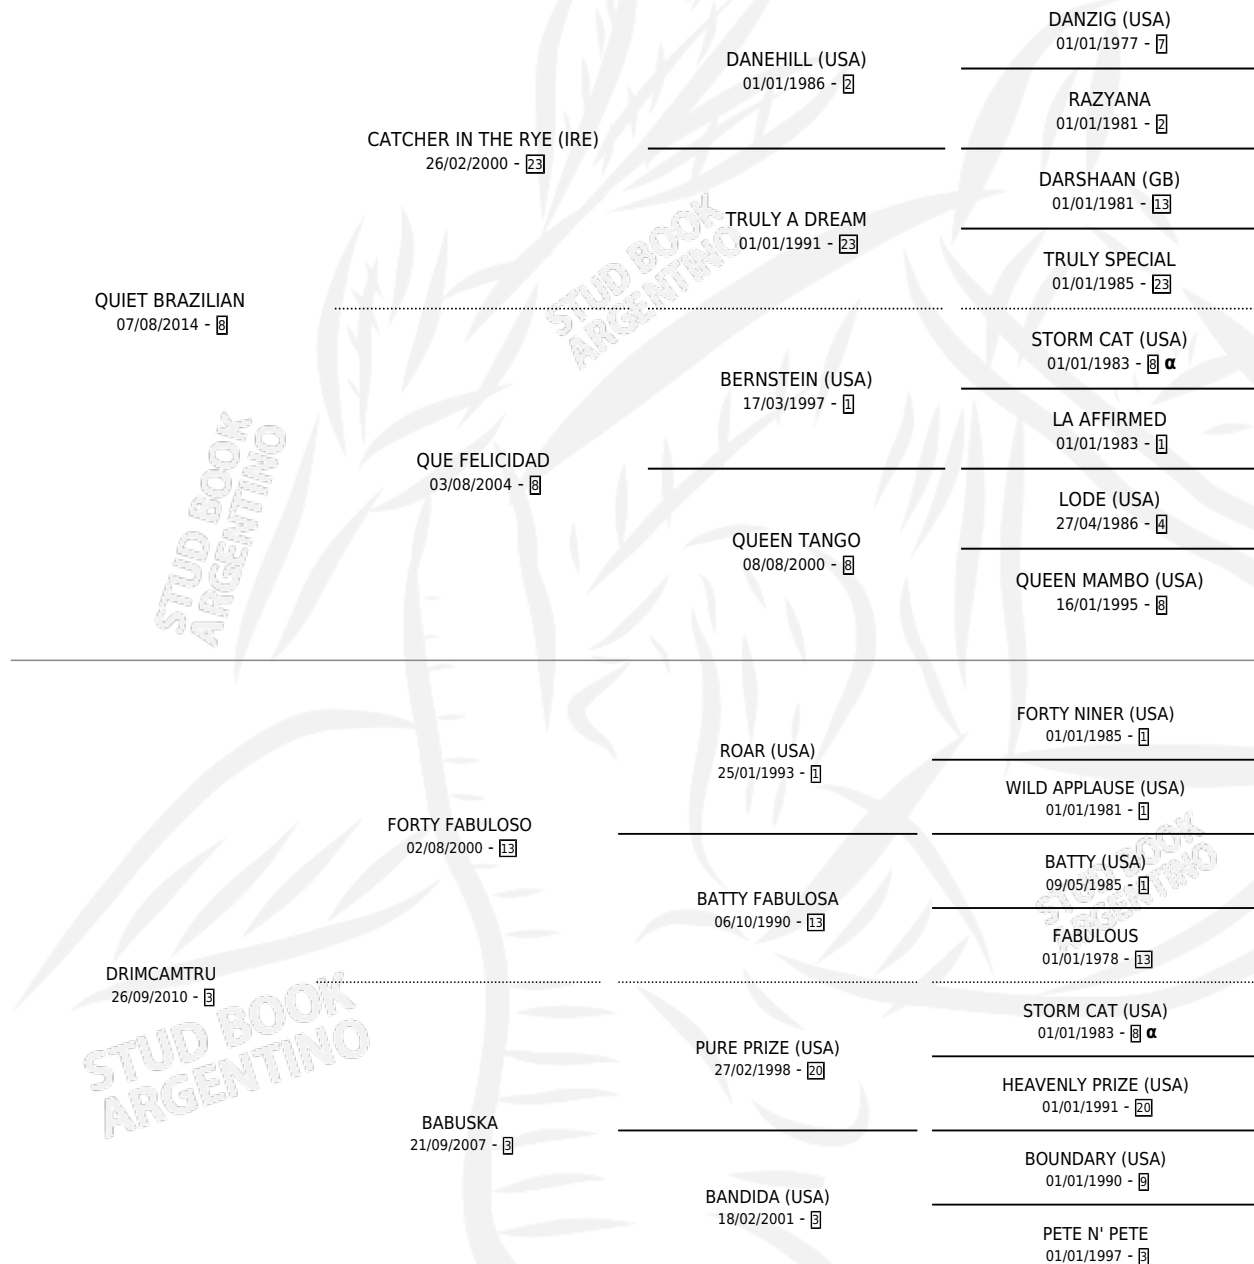 DANZIG (USA)
01/01/1977 - 7
DANEHILL (USA)
01/01/1986 - 2
RAZYANA
01/01/1981 - 2
CATCHER IN THE RYE (IRE)
26/02/2000 - 23
DARSHAAN (GB)
01/01/1981 - 13
TRULY A DREAM
01/01/1991 - 23
TRULY SPECIAL
01/01/1985 - 23
QUIET BRAZILIAN
07/08/2014 - 8
STORM CAT (USA)
01/01/1983 - 8 α
BERNSTEIN (USA)
17/03/1997 - 1
LA AFFIRMED
01/01/1983 - 1
QUE FELICIDAD
03/08/2004 - 8
LODE (USA)
27/04/1986 - 4
QUEEN TANGO
08/08/2000 - 8
QUEEN MAMBO (USA)
16/01/1995 - 8
FORTY NINER (USA)
01/01/1985 - 1
ROAR (USA)
25/01/1993 - 1
WILD APPLAUSE (USA)
01/01/1981 - 1
FORTY FABULOSO
02/08/2000 - 13
BATTY (USA)
09/05/1985 - 1
BATTY FABULOSA
06/10/1990 - 13
FABULOUS
01/01/1978 - 13
DRIMCAMTRU
26/09/2010 - 3
STORM CAT (USA)
01/01/1983 - 8 α
PURE PRIZE (USA)
27/02/1998 - 20
HEAVENLY PRIZE (USA)
01/01/1991 - 20
BABUSKA
21/09/2007 - 3
BOUNDARY (USA)
01/01/1990 - 9
BANDIDA (USA)
18/02/2001 - 3
PETE N' PETE
01/01/1997 - 3
STUD BOOK
ARGENTINO
STUD BOOK
ARGENTINO
STUD BOOK
ARGENTINO
STUD BOOK
ARGENTINO